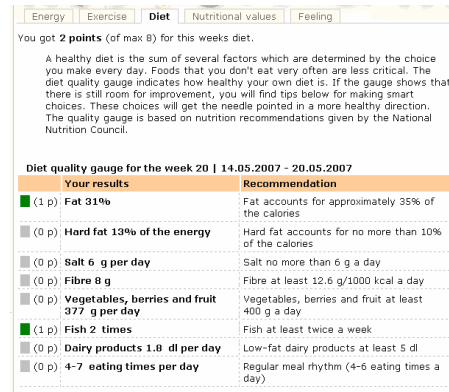 Energy Exercise Diet Nutritional values Feeling
You got 2 points (of max 8) for this weeks diet.
A healthy diet is the sum of several factors which are determined by the choice
you make every day. Foods that you don't eat very often are less critical. The
diet quality gauge indicates how healthy your own diet is. If the gauge shows that
there is still room for improvement, you will find tips below for making smart
choices. These choices will get the needle pointed in a more healthy direction.
The quality gauge is based on nutrition recommendations given by the National
Nutrition Council.
Diet quality gauge for the week 20 | 14.05.2007 - 20.05.2007
Your results Recommendation
(1 p) Fat 31% Fat accounts for approximately 35% of
the calories
(0 p) Hard fat 13% of the energy Hard fat accounts for no more than 10%
of the calories
(0 p) Salt 6 g per day Salt no more than 6 g a day
(0 p) Fibre 8 g Fibre at least 12.6 g/1000 kcal a day
(0 p) Vegetables, berries and fruit Vegetables, berries and fruit at least
377 g per day 400 g a day
(1 p) Fish 2 times Fish at least twice a week
(0 p) Dairy products 1.8 dl per day Low-fat dairy products at least 5 dl
(0 p) 4-7 eating times per day Regular meal rhythm (4-6 eating times a
day)